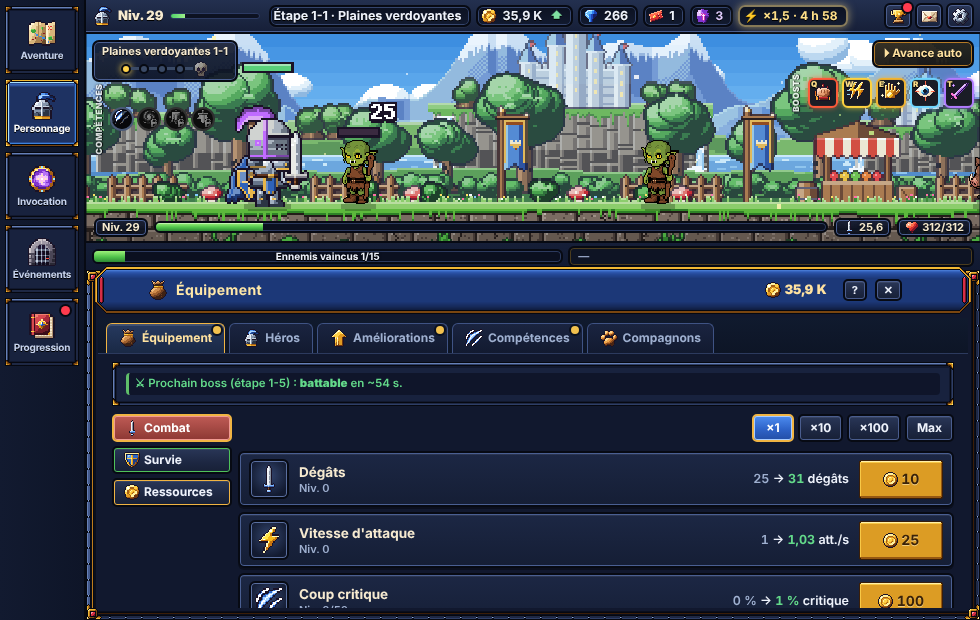 Niv. 29
Étape 1-1 · Plaines verdoyantes
35,9 K
266
1
3
×1,5 · 4 h 58
Aventure
Personnage
Invocation
Événements
Progression
Plaines verdoyantes 1-1
Avance auto
COMPÉTENCES
BOOSTS
25
Niv. 29
25,6
312/312
Ennemis vaincus 1/15
—
Équipement
35,9 K
?
×
Équipement
Héros
Améliorations
Compétences
Compagnons
Prochain boss (étape 1-5) : battable en ~54 s.
Combat
Survie
Ressources
×1
×10
×100
Max
Dégâts
Niv. 0
25 → 31 dégâts
10
Vitesse d'attaque
Niv. 0
1 → 1,03 att./s
25
Coup critique
0 % → 1 % critique
100